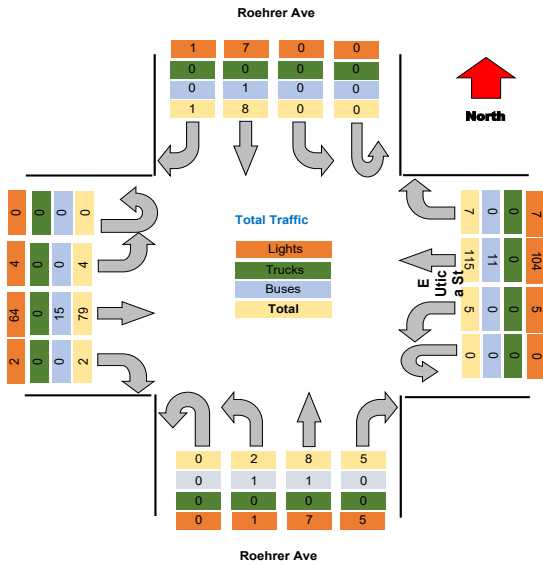 Roehrer Ave
1 7 0 0
0 0 0 0
0 1 0 0
1 8 0 0
North
0 0 0 0
4 0 0 4
64 0 15 79
2 0 0 2
Total Traffic
Lights
Trucks
Buses
Total
E
Utic
a St
7 0 0 7
115 11 0 104
5 0 0 5
0 0 0 0
0 2 8 5
0 1 1 0
0 0 0 0
0 1 7 5
Roehrer Ave